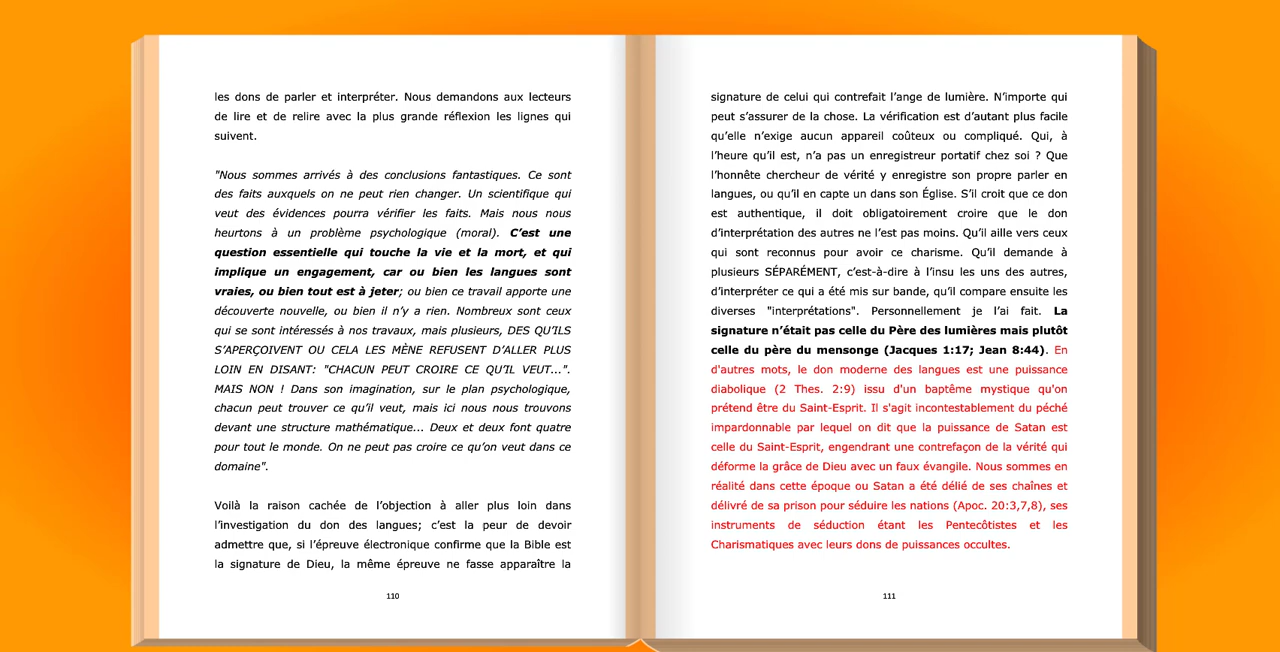 les dons de parler et interpréter. Nous demandons aux lecteurs
de lire et de relire avec la plus grande réflexion les lignes qui
suivent.
"Nous sommes arrivés à des conclusions fantastiques. Ce sont
des faits auxquels on ne peut rien changer. Un scientifique qui
veut des évidences pourra vérifier les faits. Mais nous nous
heurtons à un problème psychologique (moral). C’est une
question essentielle qui touche la vie et la mort, et qui
implique un engagement, car ou bien les langues sont
vraies, ou bien tout est à jeter; ou bien ce travail apporte une
découverte nouvelle, ou bien il n’y a rien. Nombreux sont ceux
qui se sont intéressés à nos travaux, mais plusieurs, DES QU’ILS
S’APERÇOIVENT OU CELA LES MÈNE REFUSENT D’ALLER PLUS
LOIN EN DISANT: "CHACUN PEUT CROIRE CE QU’IL VEUT...".
MAIS NON ! Dans son imagination, sur le plan psychologique,
chacun peut trouver ce qu’il veut, mais ici nous nous trouvons
devant une structure mathématique... Deux et deux font quatre
pour tout le monde. On ne peut pas croire ce qu’on veut dans ce
domaine".
Voilà la raison cachée de l’objection à aller plus loin dans
l’investigation du don des langues; c’est la peur de devoir
admettre que, si l’épreuve électronique confirme que la Bible est
la signature de Dieu, la même épreuve ne fasse apparaître la
110
signature de celui qui contrefait l’ange de lumière. N’importe qui
peut s’assurer de la chose. La vérification est d’autant plus facile
qu’elle n’exige aucun appareil coûteux ou compliqué. Qui, à
l’heure qu’il est, n’a pas un enregistreur portatif chez soi ? Que
l’honnête chercheur de vérité y enregistre son propre parler en
langues, ou qu’il en capte un dans son Église. S’il croit que ce don
est authentique, il doit obligatoirement croire que le don
d’interprétation des autres ne l’est pas moins. Qu’il aille vers ceux
qui sont reconnus pour avoir ce charisme. Qu’il demande à
plusieurs SÉPARÉMENT, c’est-à-dire à l’insu les uns des autres,
d’interpréter ce qui a été mis sur bande, qu’il compare ensuite les
diverses "interprétations". Personnellement je l’ai fait. La
signature n’était pas celle du Père des lumières mais plutôt
celle du père du mensonge (Jacques 1:17; Jean 8:44). En
d'autres mots, le don moderne des langues est une puissance
diabolique (2 Thes. 2:9) issu d'un baptême mystique qu'on
prétend être du Saint-Esprit. Il s'agit incontestablement du péché
impardonnable par lequel on dit que la puissance de Satan est
celle du Saint-Esprit, engendrant une contrefaçon de la vérité qui
déforme la grâce de Dieu avec un faux évangile. Nous sommes en
réalité dans cette époque ou Satan a été délié de ses chaînes et
délivré de sa prison pour séduire les nations (Apoc. 20:3,7,8), ses
instruments de séduction étant les Pentecôtistes et les
Charismatiques avec leurs dons de puissances occultes.
111